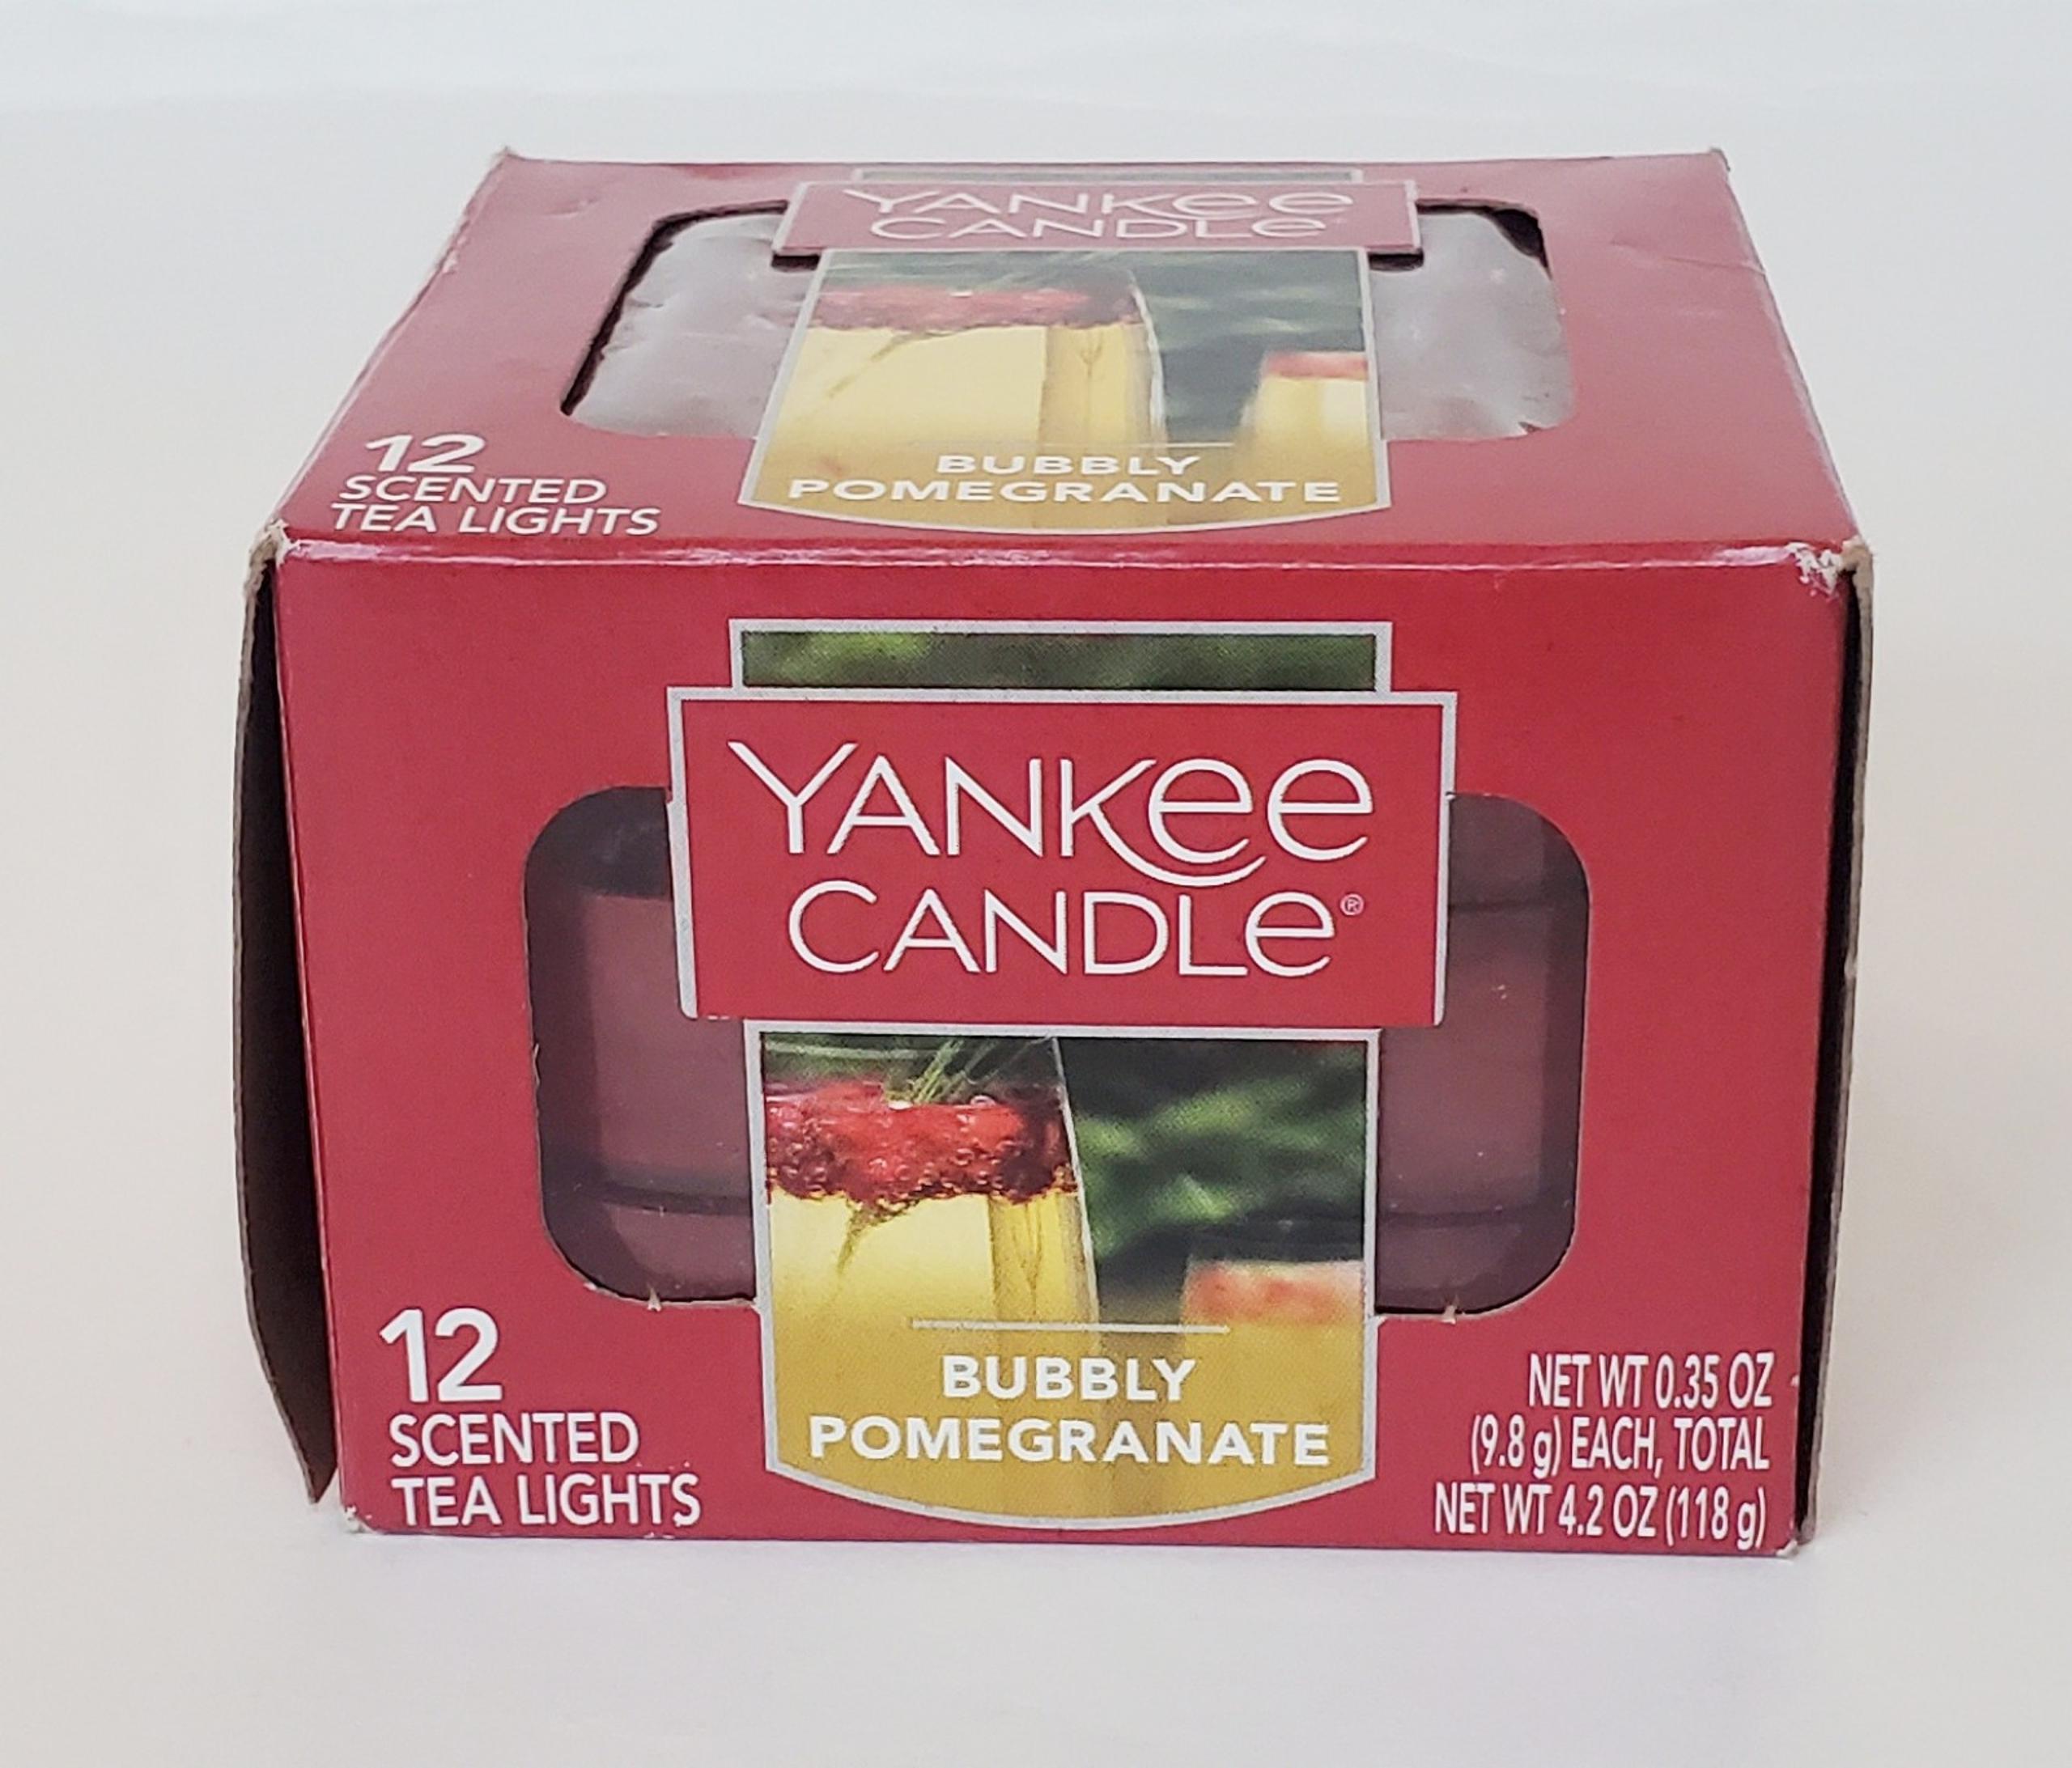 YANKEE
CANDLE
BUBBLY
POMEGRANATE
12
SCENTED
TEA LIGHTS
YANKEE
CANDLE®
BUBBLY
POMEGRANATE
12
SCENTED
TEA LIGHTS
NET WT 0.35 OZ
(9.8 g) EACH, TOTAL
NET WT 4.2 OZ (118 g)